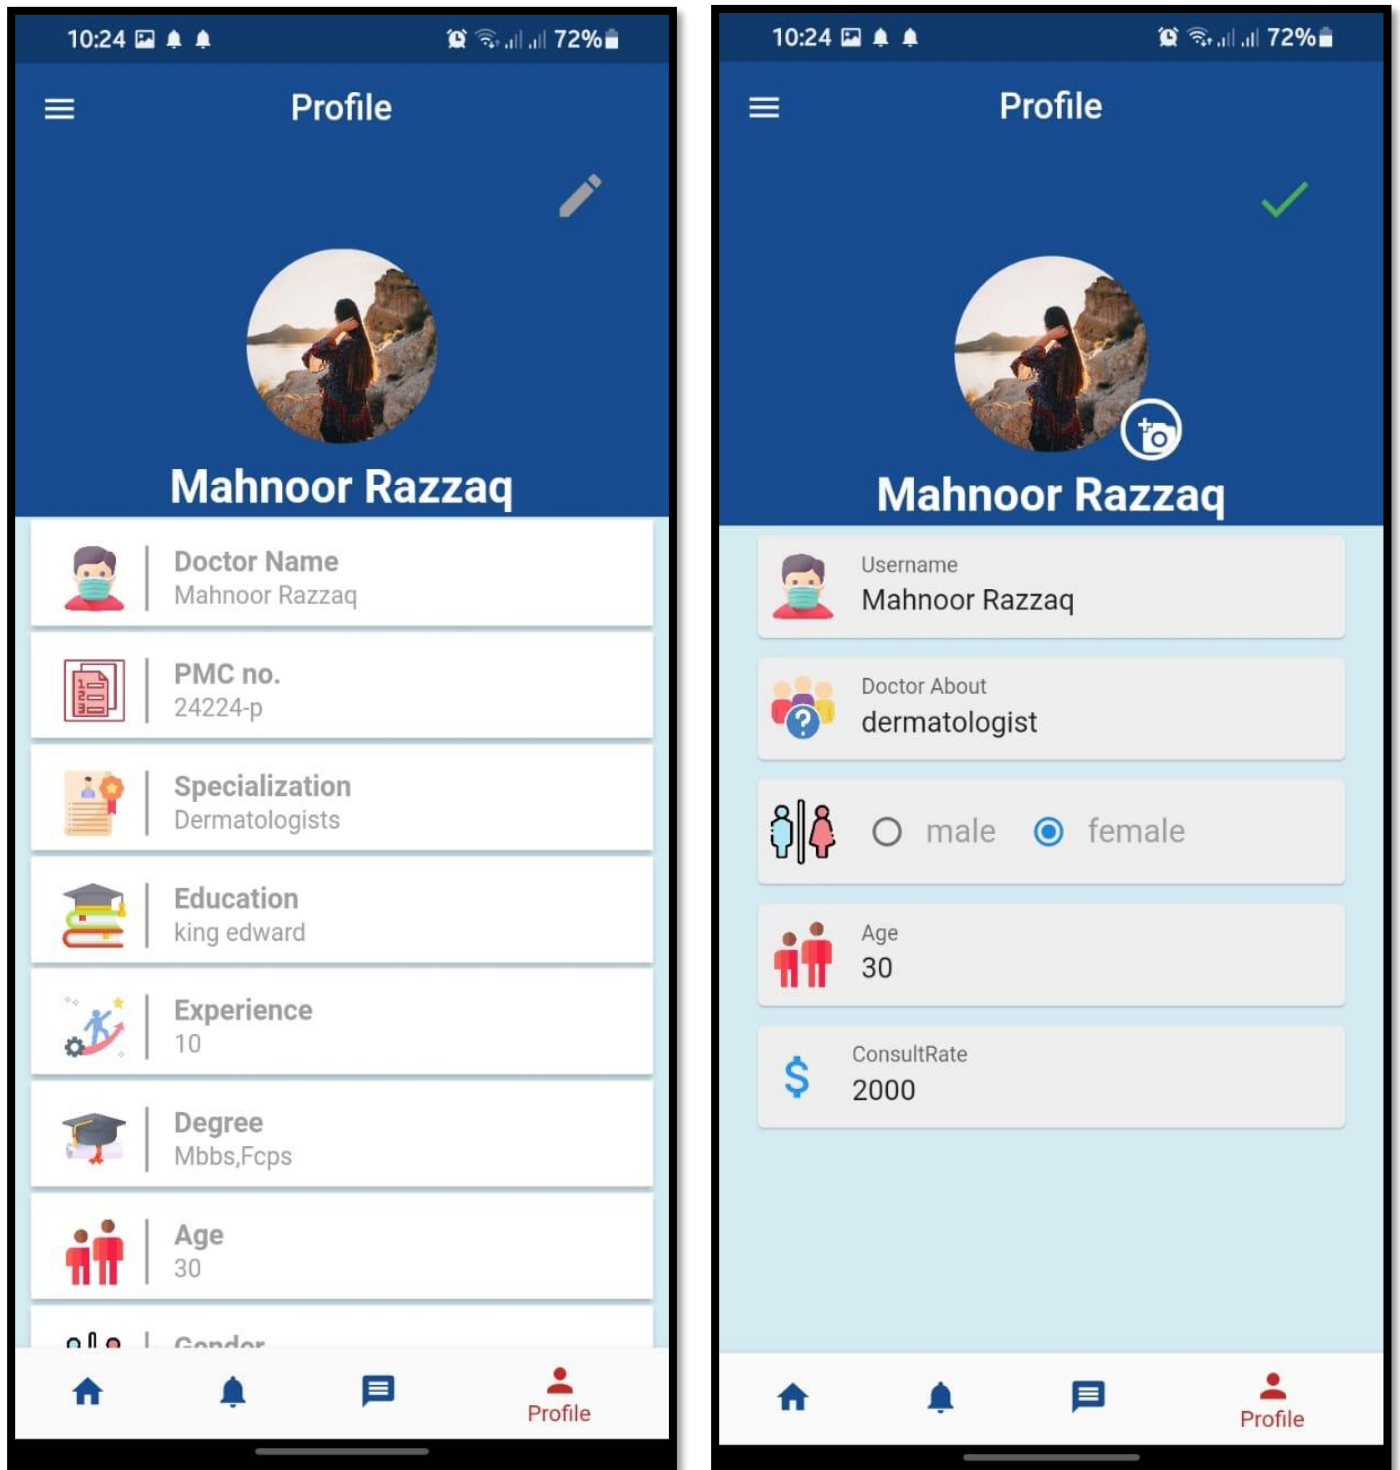 10:24
72%
Profile
Mahnoor Razzaq
Doctor Name
Mahnoor Razzaq
PMC no.
24224-p
Specialization
Dermatologists
Education
king edward
Experience
10
Degree
Mbbs,Fcps
Age
30
Gender
Profile
10:24
72%
Profile
Mahnoor Razzaq
Username
Mahnoor Razzaq
Doctor About
dermatologist
male female
Age
30
$
ConsultRate
2000
Profile